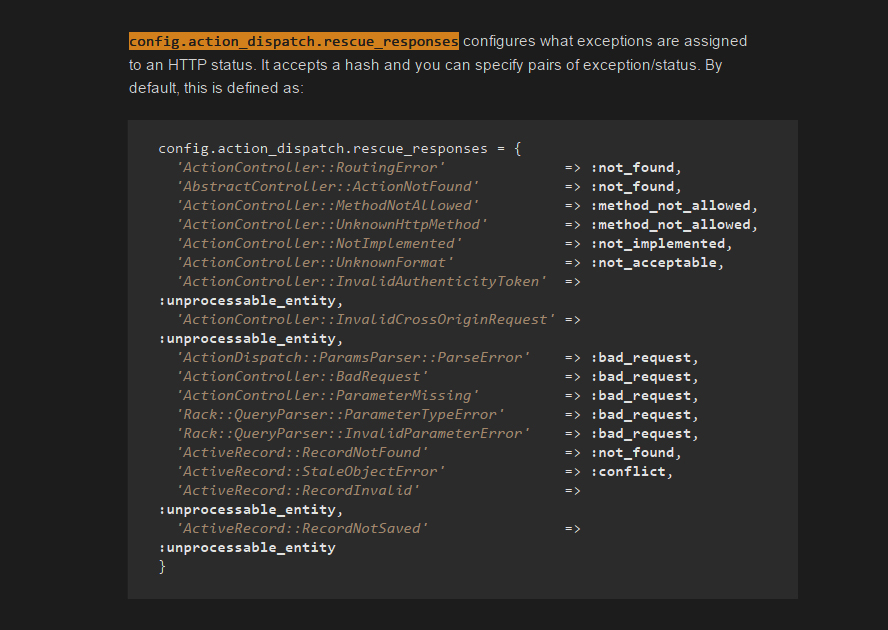 config.action_dispatch.rescue_responses configures what exceptions are assigned
to an HTTP status. It accepts a hash and you can specify pairs of exception/status. By
default, this is defined as:
config.action_dispatch.rescue_responses = {
  'ActionController::RoutingError'              => :not_found,
  'AbstractController::ActionNotFound'          => :not_found,
  'ActionController::MethodNotAllowed'          => :method_not_allowed,
  'ActionController::UnknownHttpMethod'         => :method_not_allowed,
  'ActionController::NotImplemented'            => :not_implemented,
  'ActionController::UnknownFormat'             => :not_acceptable,
  'ActionController::InvalidAuthenticityToken'  =>
:unprocessable_entity,
  'ActionController::InvalidCrossOriginRequest' =>
:unprocessable_entity,
  'ActionDispatch::ParamsParser::ParseError'    => :bad_request,
  'ActionController::BadRequest'                => :bad_request,
  'ActionController::ParameterMissing'          => :bad_request,
  'Rack::QueryParser::ParameterTypeError'       => :bad_request,
  'Rack::QueryParser::InvalidParameterError'    => :bad_request,
  'ActiveRecord::RecordNotFound'                => :not_found,
  'ActiveRecord::StaleObjectError'              => :conflict,
  'ActiveRecord::RecordInvalid'                 =>
:unprocessable_entity,
  'ActiveRecord::RecordNotSaved'                =>
:unprocessable_entity
}